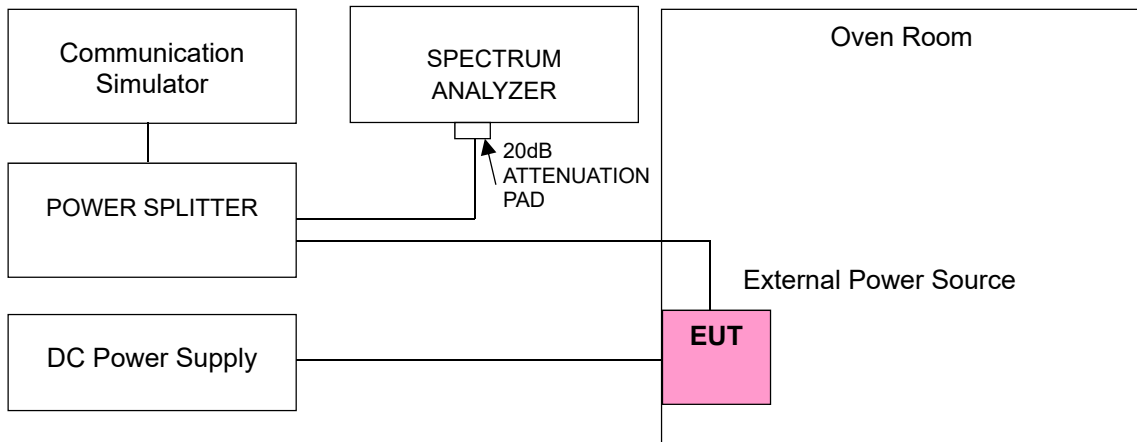 Communication
Simulator
SPECTRUM
ANALYZER
Oven Room
20dB
ATTENUATION
PAD
POWER SPLITTER
External Power Source
EUT
DC Power Supply